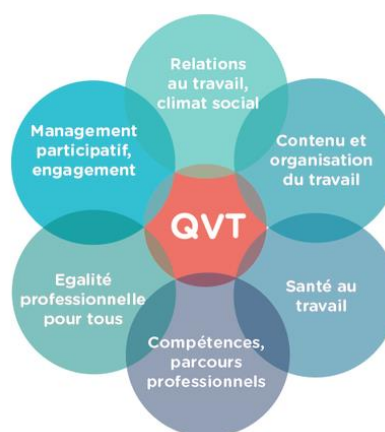 Relations
au travail,
climat social
Management
participatif,
engagement
Contenu et
organisation
du travail
QVT
Egalité
professionnelle
pour tous
Santé au
travail
Compétences,
parcours
professionnels